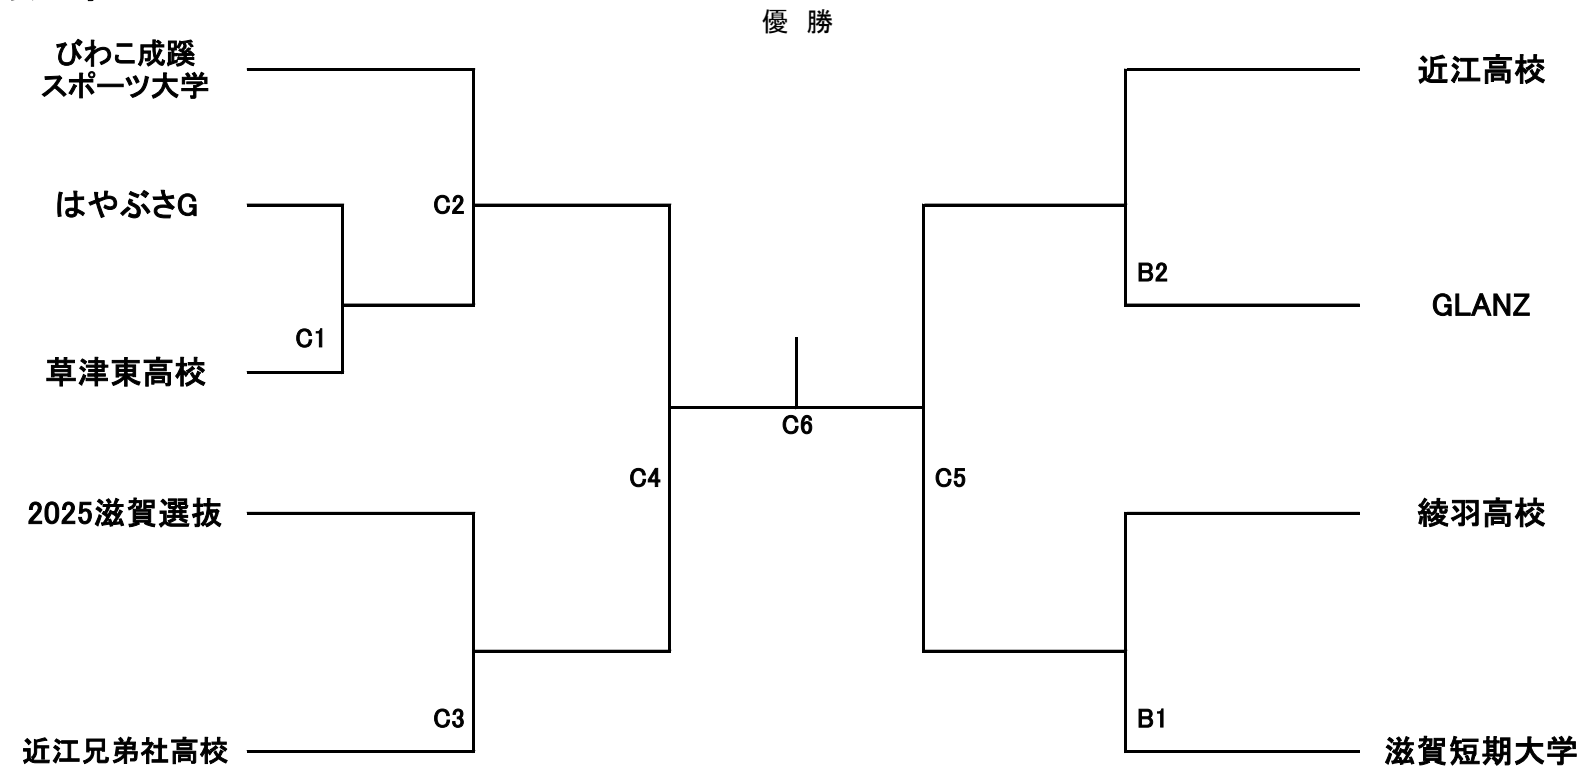 優 勝
びわこ成蹊
スポーツ大学
近江高校
はやぶさG
C2
B2
GLANZ
C1
草津東高校
C6
C4
C5
2025滋賀選抜
綾羽高校
C3
B1
近江兄弟社高校
滋賀短期大学